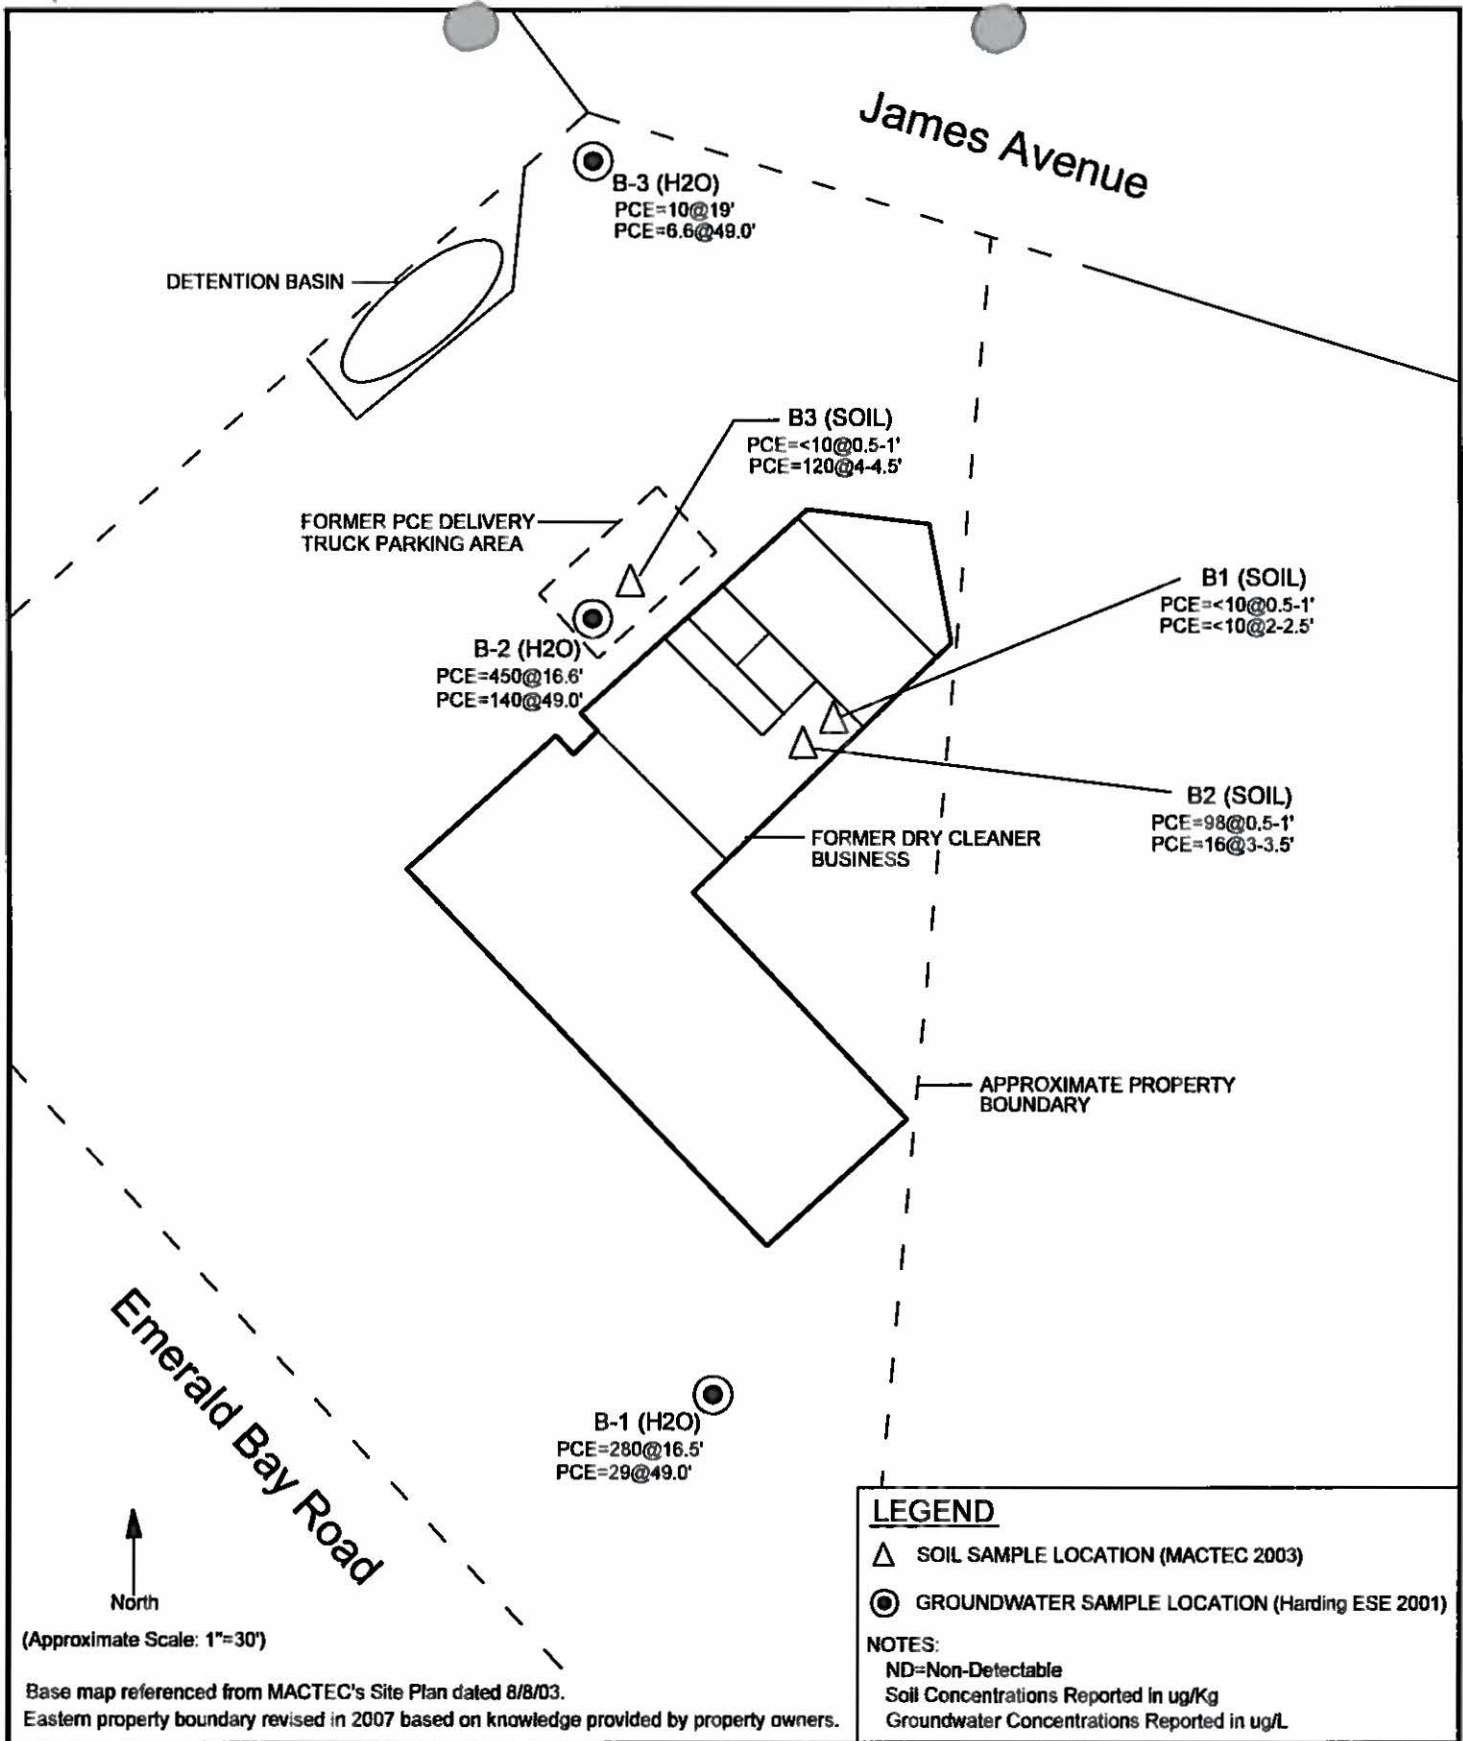 James Avenue
B-3 (H2O)
PCE=10@19'
PCE=6.6@49.0'
DETENTION BASIN
B3 (SOIL)
PCE=<10@0.5-1'
PCE=120@4-4.5'
FORMER PCE DELIVERY
TRUCK PARKING AREA
B1 (SOIL)
PCE=<10@0.5-1'
PCE=<10@2-2.5'
B-2 (H2O)
PCE=450@16.6'
PCE=140@49.0'
B2 (SOIL)
PCE=98@0.5-1'
PCE=16@3-3.5'
FORMER DRY CLEANER
BUSINESS
APPROXIMATE PROPERTY
BOUNDARY
Emerald Bay Road
B-1 (H2O)
PCE=280@16.5'
PCE=29@49.0'
North
(Approximate Scale: 1"=30')
Base map referenced from MACTEC's Site Plan dated 8/8/03.
Eastern property boundary revised in 2007 based on knowledge provided by property owners.
LEGEND
SOIL SAMPLE LOCATION (MACTEC 2003)
GROUNDWATER SAMPLE LOCATION (Harding ESE 2001)
NOTES:
ND=Non-Detectable
Soil Concentrations Reported in ug/Kg
Groundwater Concentrations Reported in ug/L